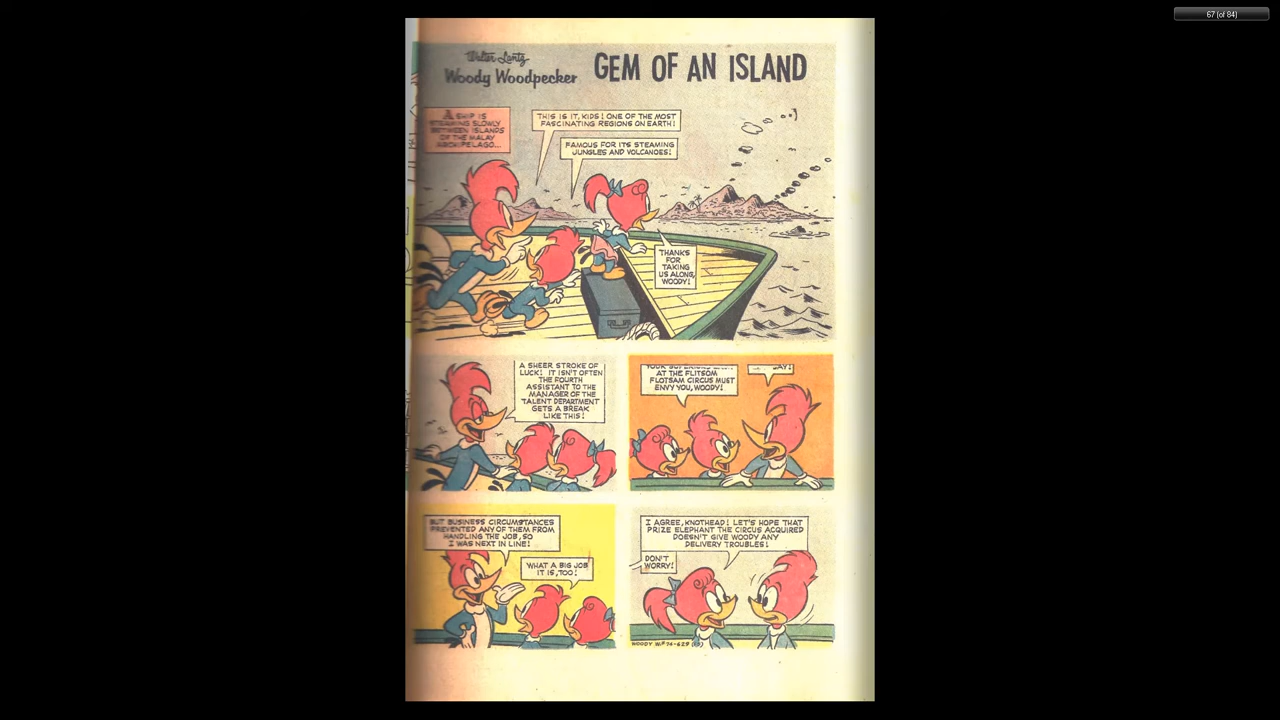 67 (of 84)
Walter Lantz
Woody Woodpecker
GEM OF AN ISLAND
A SHIP IS
STEAMING SLOWLY
BETWEEN ISLANDS
OF THE MALAY
ARCHIPELAGO...
THIS IS IT, KIDS! ONE OF THE MOST
FASCINATING REGIONS ON EARTH!
FAMOUS FOR ITS STEAMING
JUNGLES AND VOLCANOES!
THANKS
FOR
TAKING
US ALONG,
WOODY!
A SHEER STROKE OF
LUCK! IT ISN'T OFTEN
THE FOURTH
ASSISTANT TO THE
MANAGER OF THE
TALENT DEPARTMENT
GETS A BREAK
LIKE THIS!
YOUR SUPERIORS
AT THE FLITSOM
FLOTSAM CIRCUS MUST
ENVY YOU, WOODY!
SAY!
BUT BUSINESS CIRCUMSTANCES
PREVENTED ANY OF THEM FROM
HANDLING THE JOB, SO
I WAS NEXT IN LINE!
WHAT A BIG JOB
IT IS, TOO!
I AGREE, KNOTHEAD! LET'S HOPE THAT
PRIZE ELEPHANT THE CIRCUS ACQUIRED
DOESN'T GIVE WOODY ANY
DELIVERY TROUBLES!
DON'T
WORRY!
WOODY W.P. 74-629